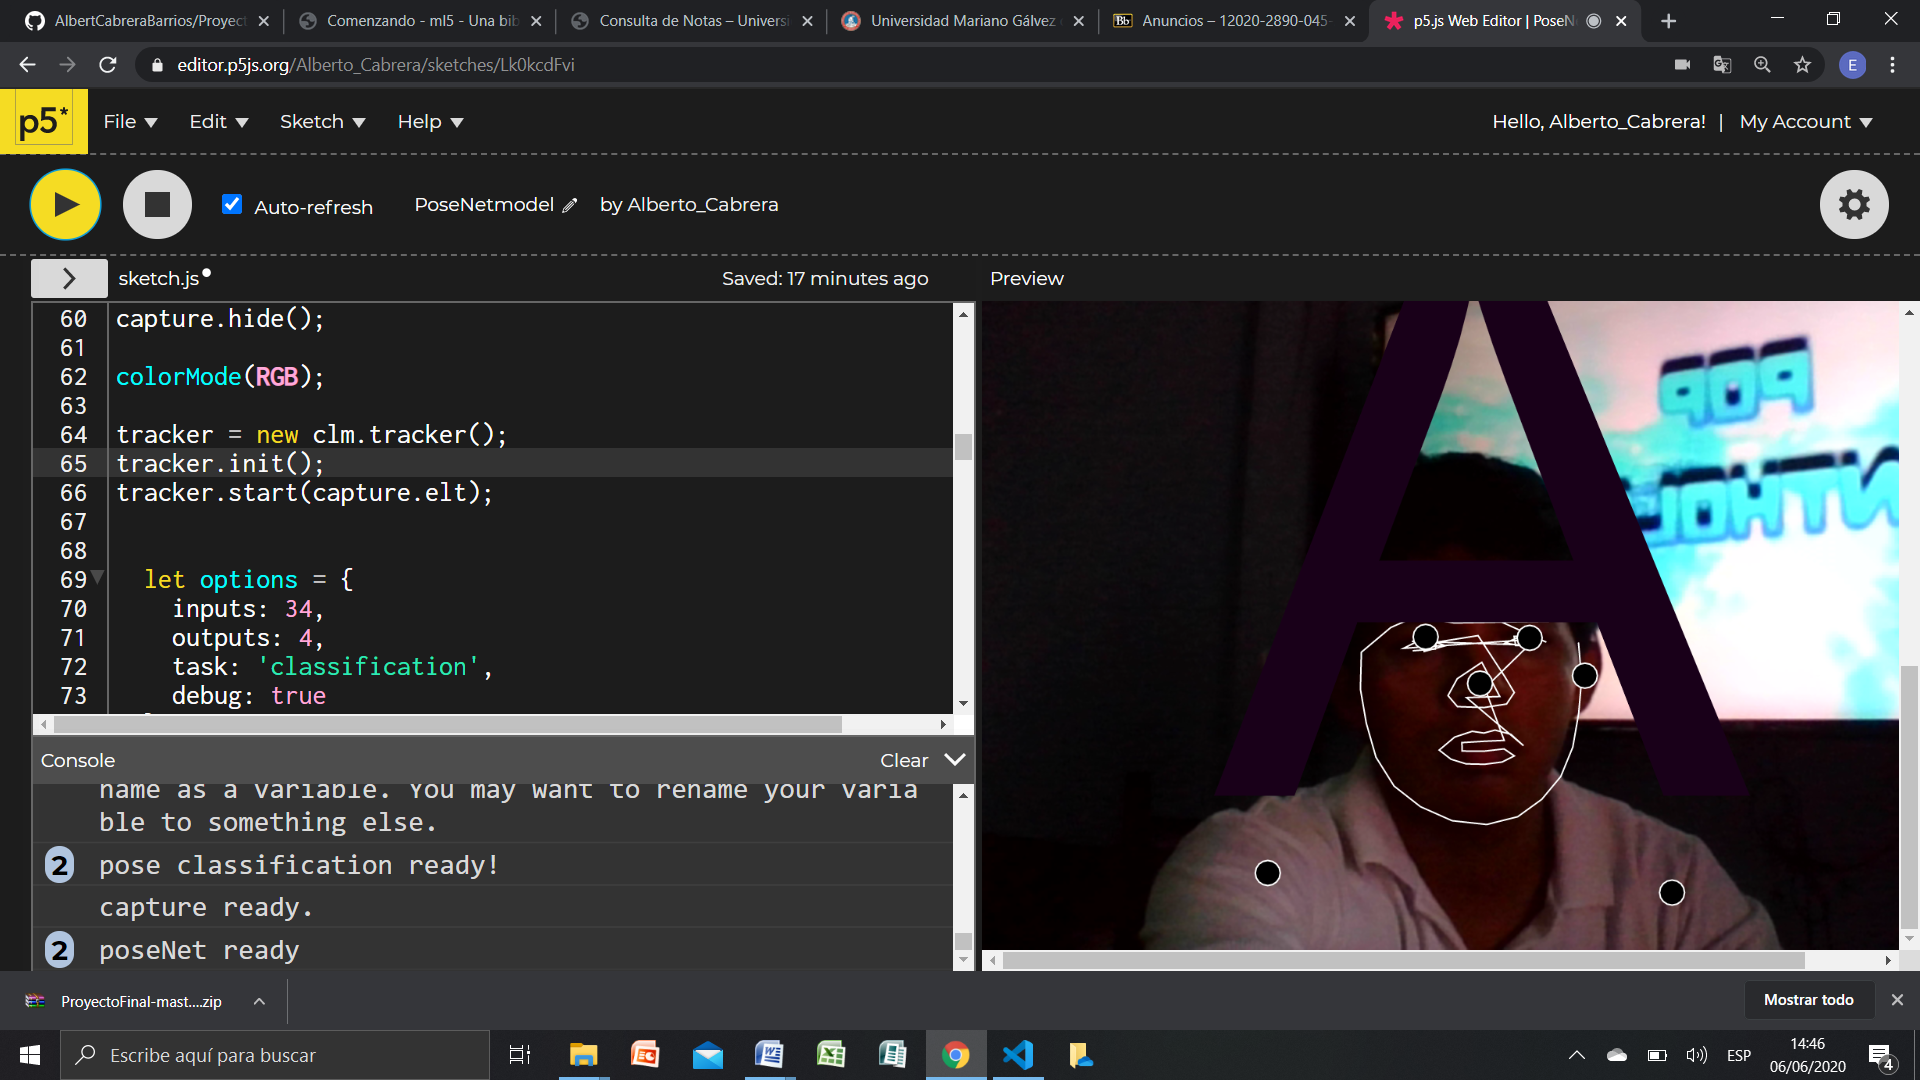 AlbertCabreraBarrios/Proyect
Comenzando - ml5 - Una bib
Consulta de Notas – Universi
Universidad Mariano Gálvez
Bb Anuncios – 12020-2890-045-
p5.js Web Editor | PoseN
editor.p5js.org/Alberto_Cabrera/sketches/Lk0kcdFvi
E
p5*
File
Edit
Sketch
Help
Hello, Alberto_Cabrera! | My Account
Auto-refresh
PoseNetmodel
by Alberto_Cabrera
sketch.js
Saved: 17 minutes ago
Preview
60 capture.hide();
61
62 colorMode(RGB);
63
64 tracker = new clm.tracker();
65 tracker.init();
66 tracker.start(capture.elt);
67
68
69 let options = {
70 inputs: 34,
71 outputs: 4,
72 task: 'classification',
73 debug: true
Console
Clear
name as a variable. You may want to rename your varia
ble to something else.
2 pose classification ready!
capture ready.
2 poseNet ready
A
POP
ProyectoFinal-mast....zip
Mostrar todo
Escribe aquí para buscar
ESP
14:46
06/06/2020
4